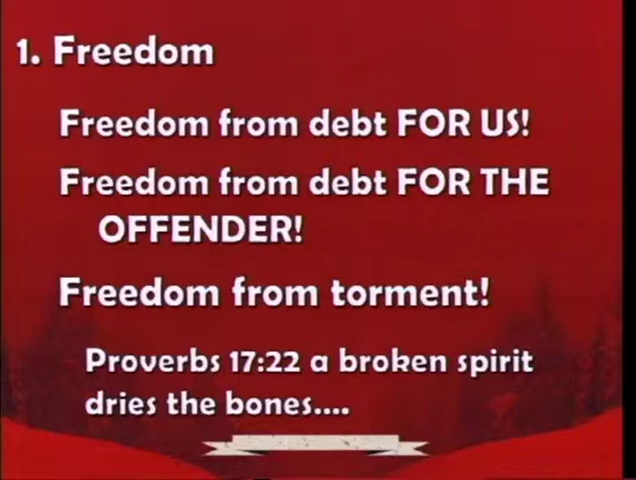 1. Freedom
Freedom from debt FOR US!
Freedom from debt FOR THE
OFFENDER!
Freedom from torment!
Proverbs 17:22 a broken spirit
dries the bones....